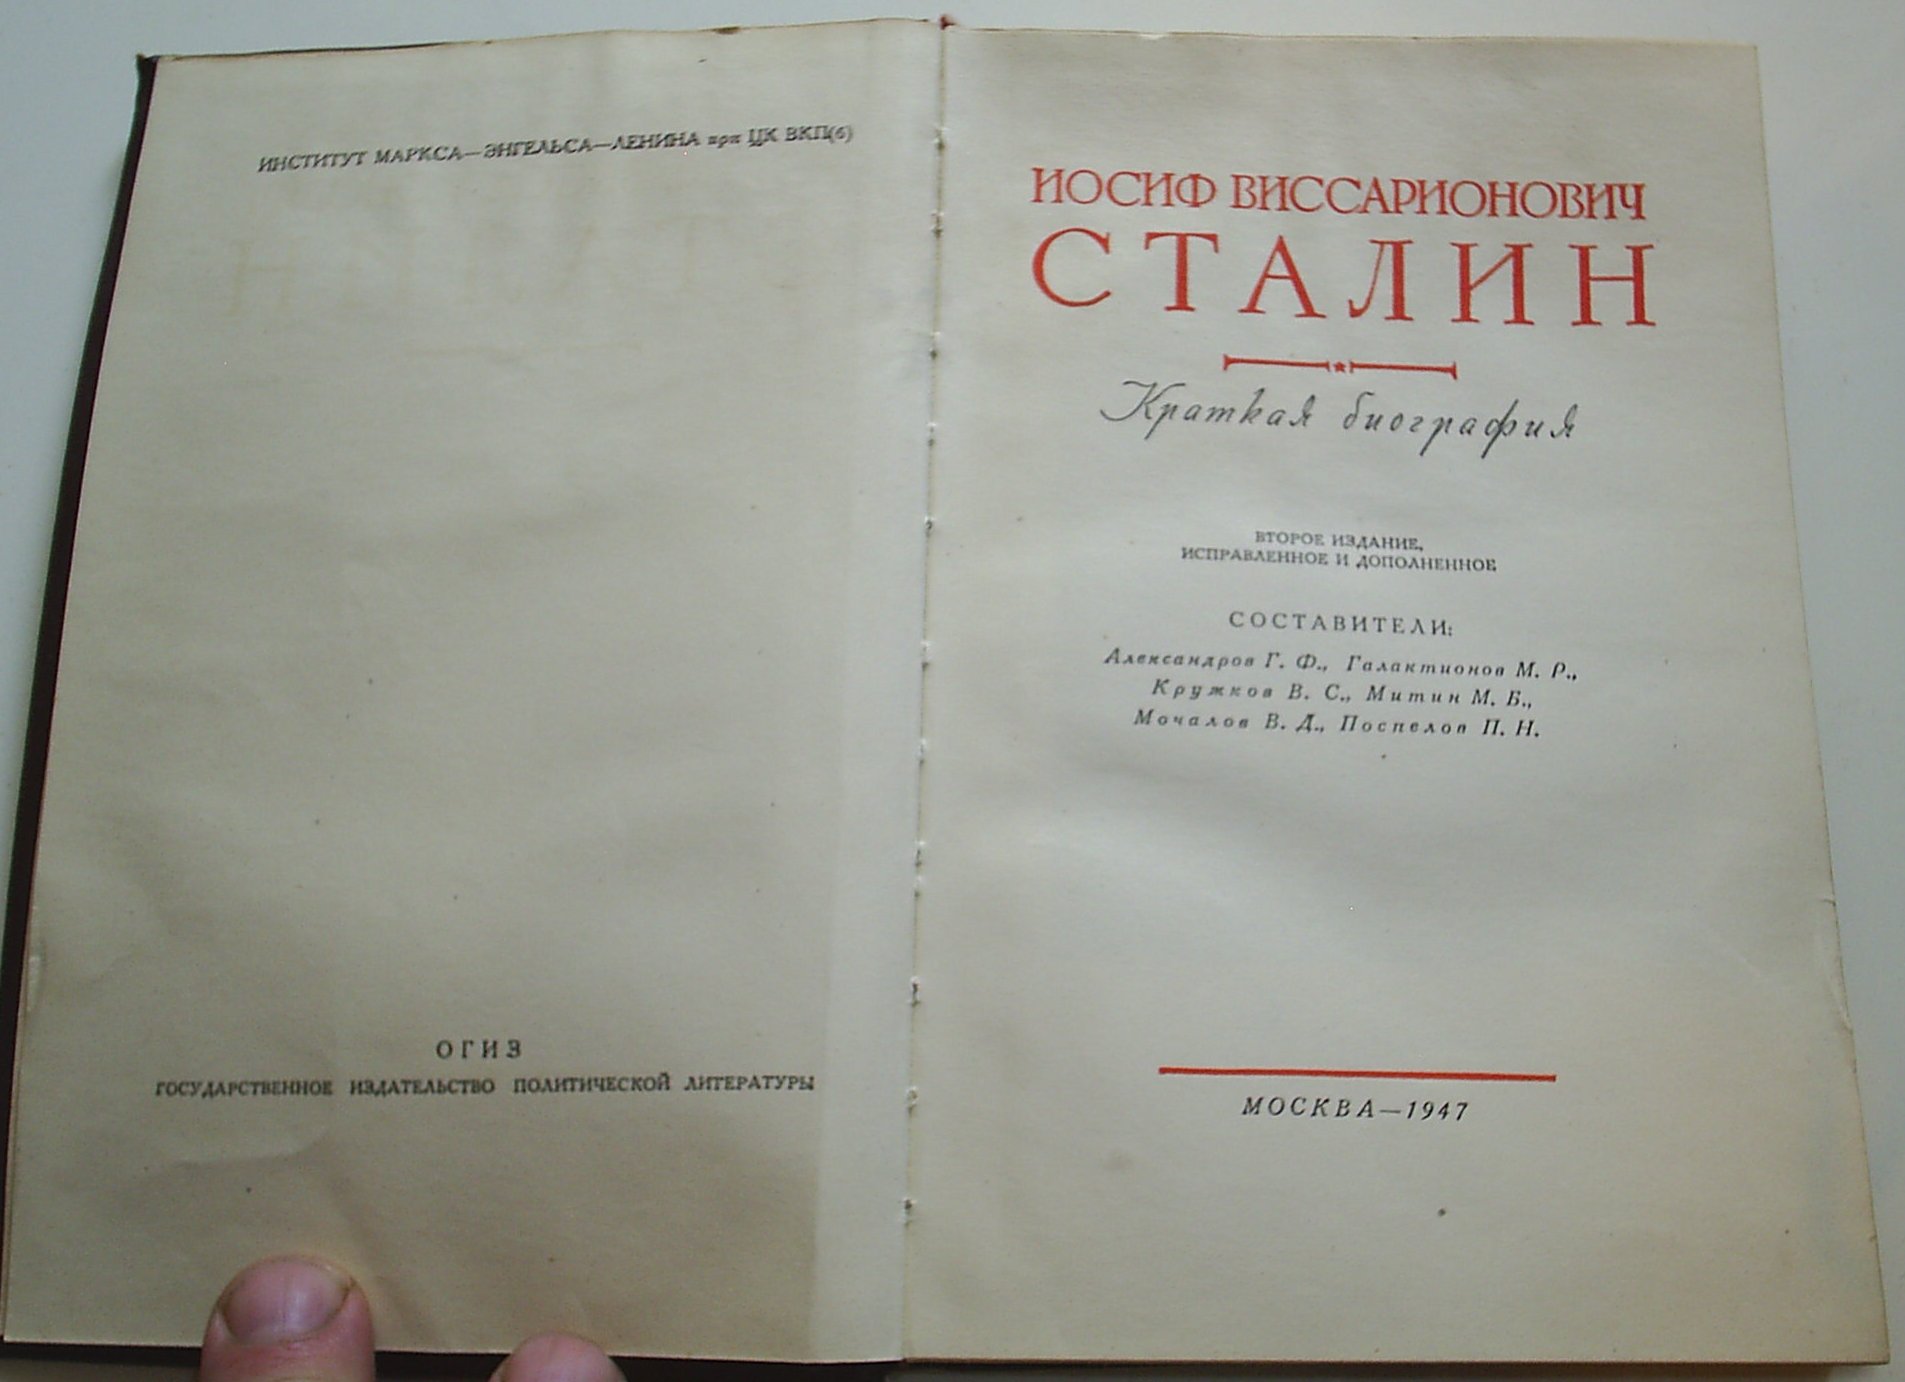 ИНСТИТУТ МАРКСА—ЭНГЕЛЬСА—ЛЕНИНА при ЦК ВКП(б)
ОГИЗ
ГОСУДАРСТВЕННОЕ ИЗДАТЕЛЬСТВО ПОЛИТИЧЕСКОЙ ЛИТЕРАТУРЫ
ИОСИФ ВИССАРИОНОВИЧ
СТАЛИН
Краткая биография
ВТОРОЕ ИЗДАНИЕ,
ИСПРАВЛЕННОЕ И ДОПОЛНЕННОЕ
СОСТАВИТЕЛИ:
Александров Г. Ф., Галактионов М. Р.,
Кружков В. С., Митин М. Б.,
Мочалов В. Д., Поспелов П. Н.
МОСКВА—1947